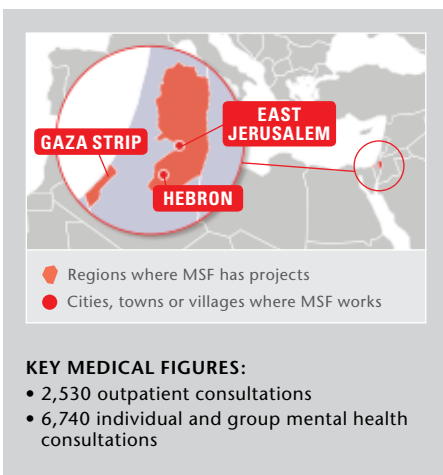 GAZA STRIP
EAST
JERUSALEM
HEBRON
Regions where MSF has projects
Cities, towns or villages where MSF works
KEY MEDICAL FIGURES:
• 2,530 outpatient consultations
• 6,740 individual and group mental health
consultations